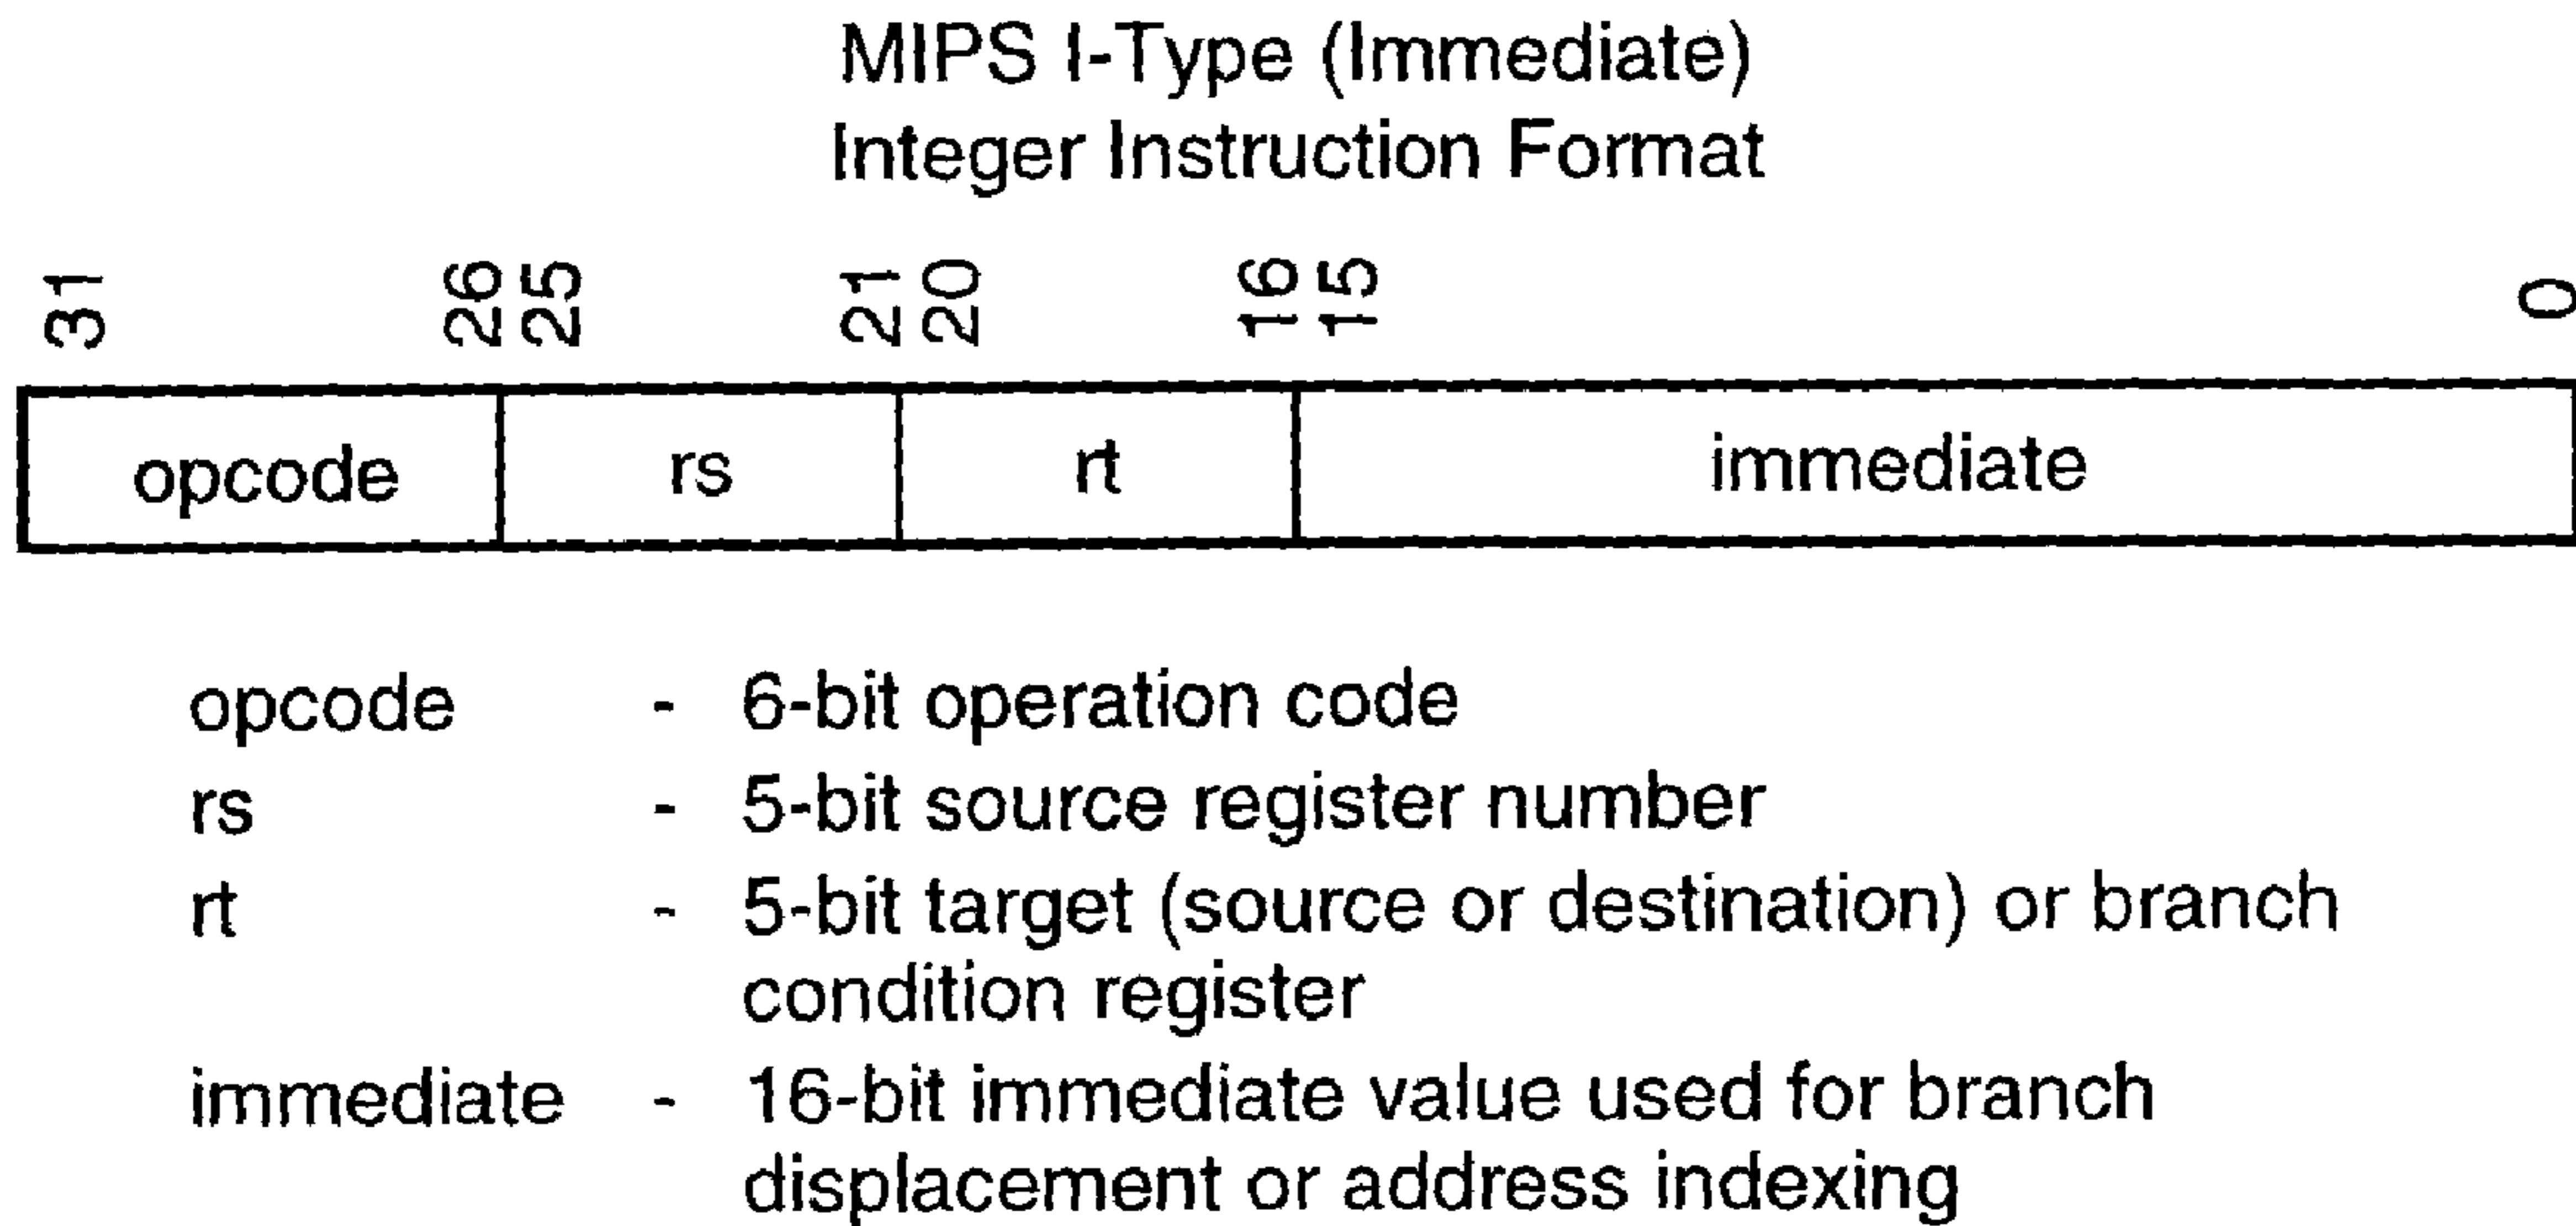 MIPS I-Type (Immediate)
Integer Instruction Format
31 26 25 21 20 16 15 0
opcode rs rt immediate
opcode - 6-bit operation code
rs - 5-bit source register number
rt - 5-bit target (source or destination) or branch
condition register
immediate - 16-bit immediate value used for branch
displacement or address indexing